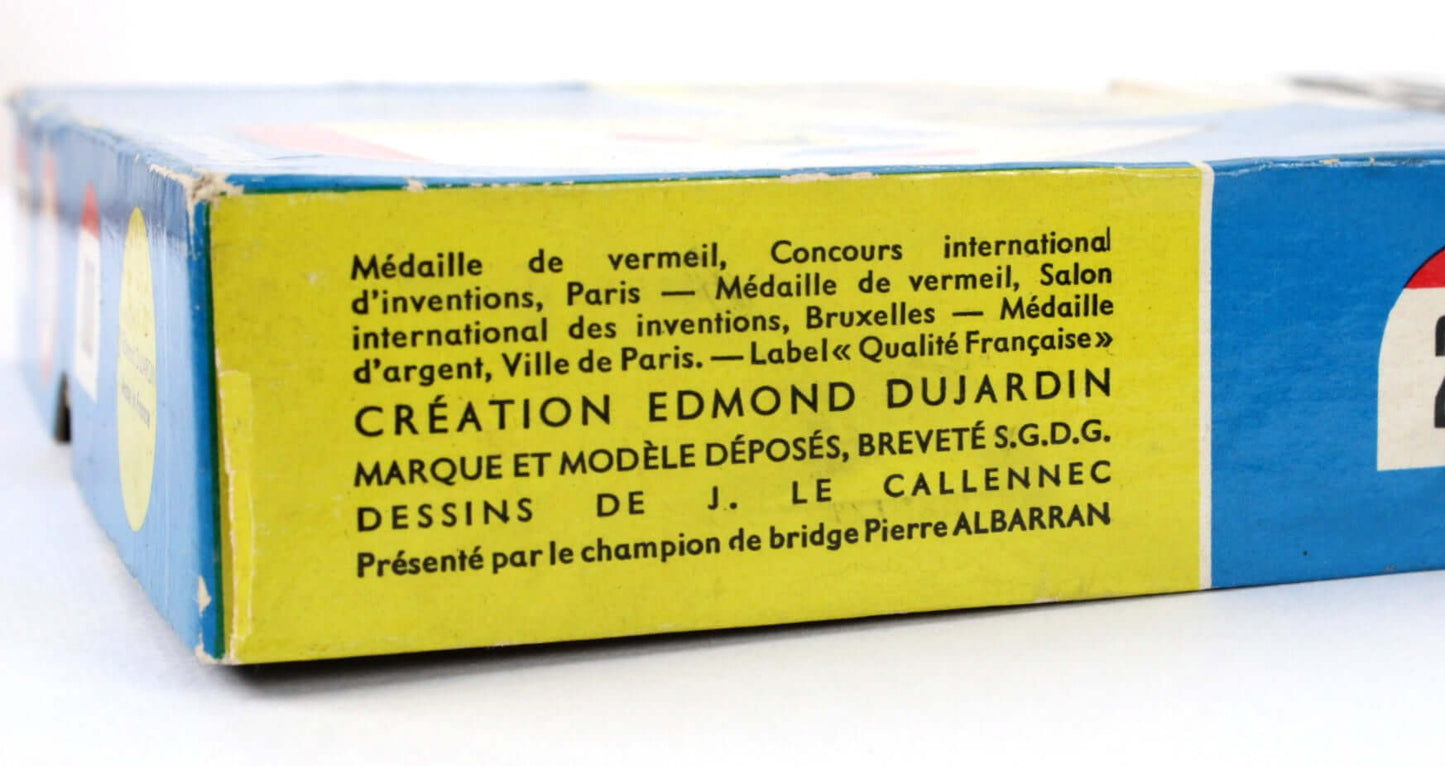 Médaille de vermeil, Concours international
d'inventions, Paris — Médaille de vermeil, Salon
international des inventions, Bruxelles — Médaille
d'argent, Ville de Paris. — Label « Qualité Française »
CRÉATION EDMOND DUJARDIN
MARQUE ET MODÈLE DÉPOSÉS, BREVETÉ S.G.D.G.
DESSINS DE J. LE CALLENNEC
Présenté par le champion de bridge Pierre ALBARRAN